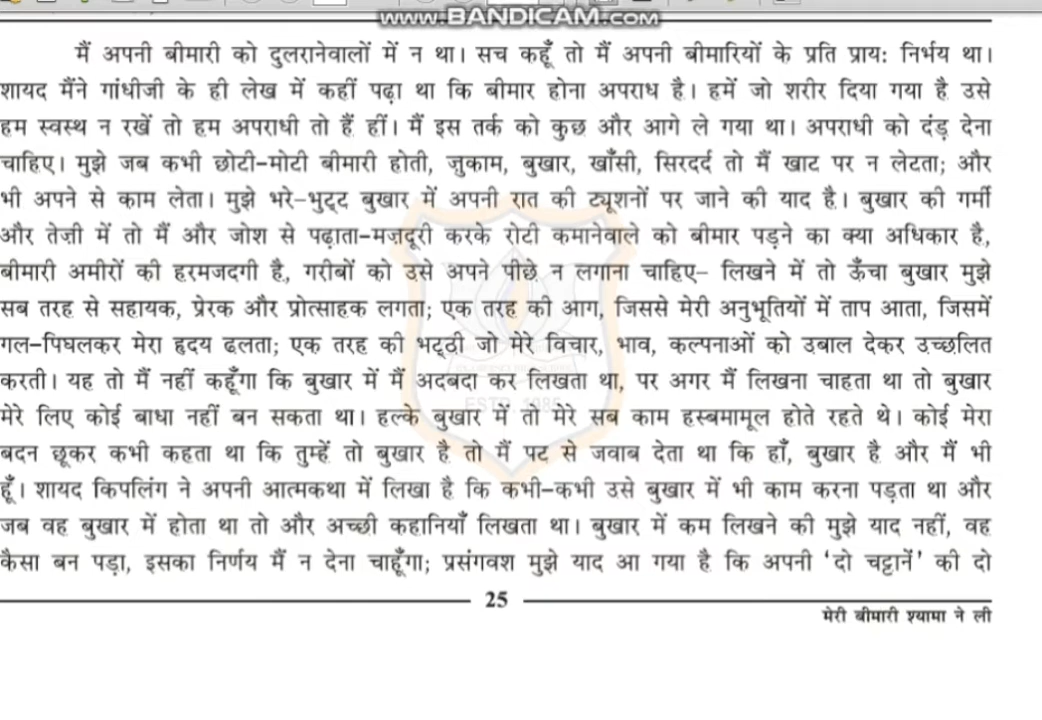 www.BANDICAM.com
मैं अपनी बीमारी को दुलरानेवालों में न था। सच कहूँ तो मैं अपनी बीमारियों के प्रति प्राय: निर्भय था।
शायद मैंने गांधीजी के ही लेख में कहीं पढ़ा था कि बीमार होना अपराध है। हमें जो शरीर दिया गया है उसे
हम स्वस्थ न रखें तो हम अपराधी तो हैं हीं। मैं इस तर्क को कुछ और आगे ले गया था। अपराधी को दंड़ देना
चाहिए। मुझे जब कभी छोटी-मोटी बीमारी होती, ज़ुकाम, बुखार, खाँसी, सिरदर्द तो मैं खाट पर न लेटता; और
भी अपने से काम लेता। मुझे भरे-भुट्ट बुखार में अपनी रात की ट्यूशनों पर जाने की याद है। बुखार की गर्मी
और तेज़ी में तो मैं और जोश से पढ़ाता-मज़दूरी करके रोटी कमानेवाले को बीमार पड़ने का क्या अधिकार है,
बीमारी अमीरों की हरमजदगी है, गरीबों को उसे अपने पीछे न लगाना चाहिए- लिखने में तो ऊँचा बुखार मुझे
सब तरह से सहायक, प्रेरक और प्रोत्साहक लगता; एक तरह की आग, जिससे मेरी अनुभूतियों में ताप आता, जिसमें
गल-पिघलकर मेरा हृदय ढलता; एक तरह की भट्ठी जो मेरे विचार, भाव, कल्पनाओं को उबाल देकर उच्छलित
करती। यह तो मैं नहीं कहूँगा कि बुखार में मैं अदबदा कर लिखता था, पर अगर मैं लिखना चाहता था तो बुखार
मेरे लिए कोई बाधा नहीं बन सकता था। हल्के बुखार में तो मेरे सब काम हस्बमामूल होते रहते थे। कोई मेरा
बदन छूकर कभी कहता था कि तुम्हें तो बुखार है तो मैं पट से जवाब देता था कि हाँ, बुखार है और मैं भी
हूँ। शायद किपलिंग ने अपनी आत्मकथा में लिखा है कि कभी-कभी उसे बुखार में भी काम करना पड़ता था और
जब वह बुखार में होता था तो और अच्छी कहानियाँ लिखता था। बुखार में कम लिखने की मुझे याद नहीं, वह
कैसा बन पड़ा, इसका निर्णय मैं न देना चाहूँगा; प्रसंगवश मुझे याद आ गया है कि अपनी 'दो चट्टानें' की दो
25
मेरी बीमारी श्यामा ने ली